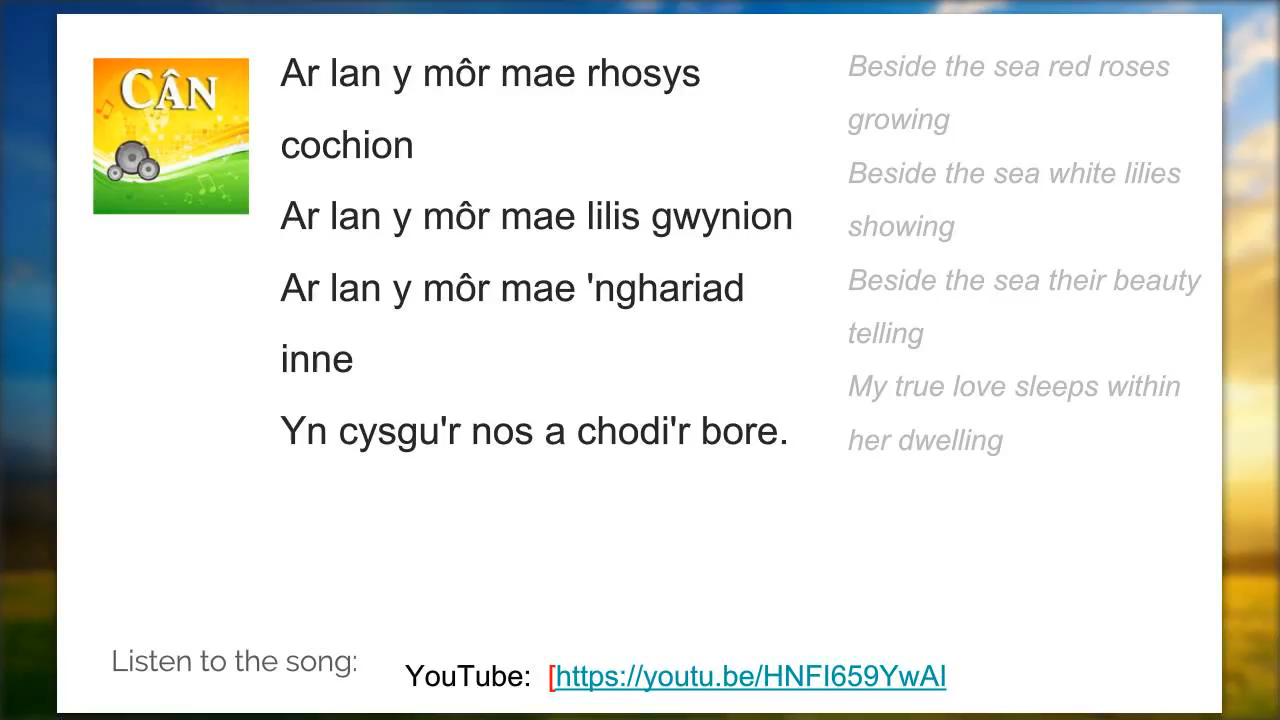 CÂN
Ar lan y môr mae rhosys
cochion
Ar lan y môr mae lilis gwynion
Ar lan y môr mae 'nghariad
inne
Yn cysgu'r nos a chodi'r bore.
Beside the sea red roses
growing
Beside the sea white lilies
showing
Beside the sea their beauty
telling
My true love sleeps within
her dwelling
Listen to the song:
YouTube: [https://youtu.be/HNFI659YwAI